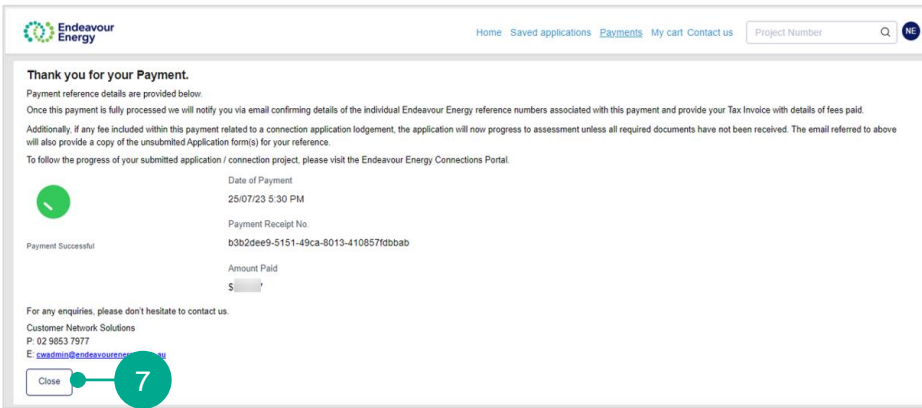 Endeavour
Energy
Home Saved applications Payments My cart Contact us Project Number NE
Thank you for your Payment.
Payment reference details are provided below.
Once this payment is fully processed we will notify you via email confirming details of the individual Endeavour Energy reference numbers associated with this payment and provide your Tax Invoice with details of fees paid.
Additionally, if any fee included within this payment related to a connection application lodgement, the application will now progress to assessment unless all required documents have not been received. The email referred to above
will also provide a copy of the unsubmited Application form(s) for your reference.
To follow the progress of your submitted application / connection project, please visit the Endeavour Energy Connections Portal.
Date of Payment
25/07/23 5:30 PM
Payment Receipt No.
b3b2dee9-5151-49ca-8013-410857fdbbab
Payment Successful
Amount Paid
$
For any enquiries, please don't hesitate to contact us.
Customer Network Solutions
P: 02 9853 7977
E: cwadmin@endeavourener
Close
7